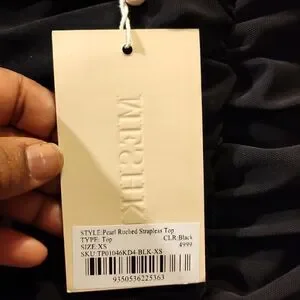 MESHKI
STYLE:Pearl Ruched Strapless Top
TYPE: Top CLR:Black
SIZE:XS 4999
SKU:TP01046KD4-BLK-XS
9350536225363